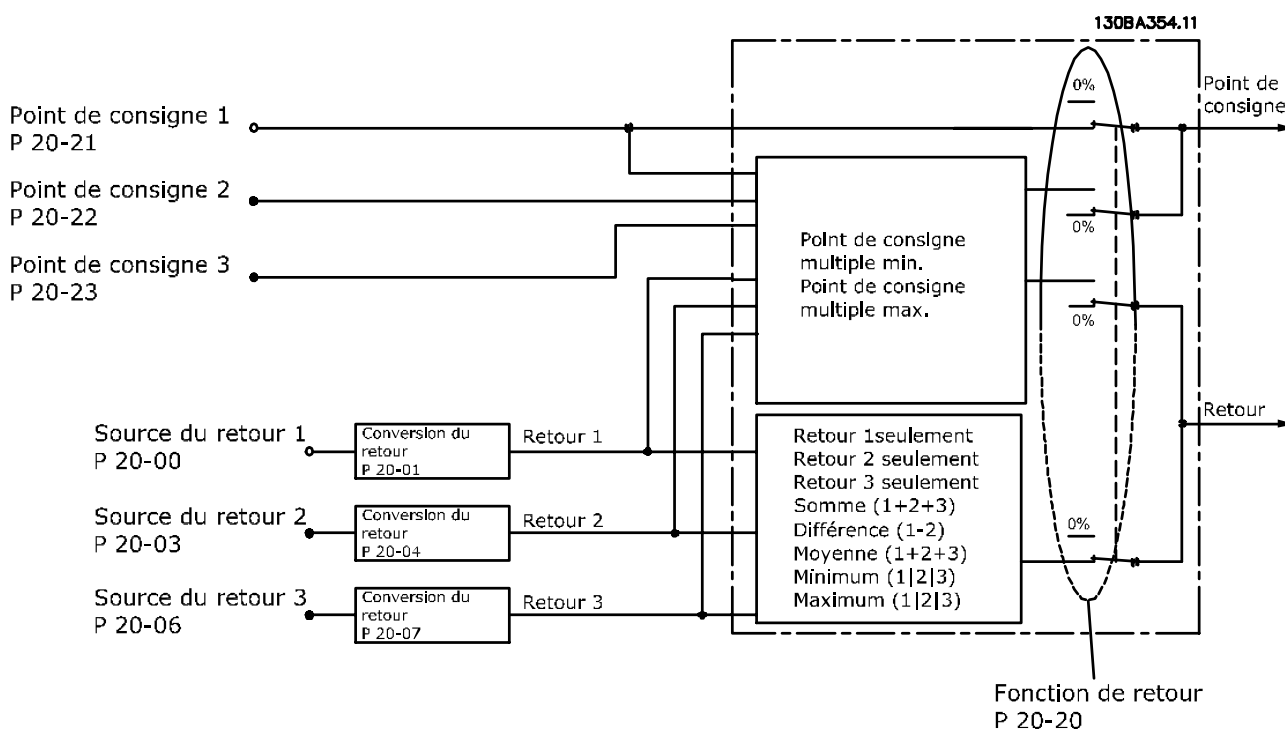 130BA354.11
Point de consigne 1
P 20-21
Point de consigne 2
P 20-22
Point de consigne 3
P 20-23
0%
Point de
consigne
0%
Point de consigne
multiple min.
Point de consigne
multiple max.
0%
Retour
Source du retour 1
P 20-00
Conversion du
retour
P 20-01
Retour 1
Source du retour 2
P 20-03
Conversion du
retour
P 20-04
Retour 2
Source du retour 3
P 20-06
Conversion du
retour
P 20-07
Retour 3
Retour 1seulement
Retour 2 seulement
Retour 3 seulement
Somme (1+2+3)
Différence (1-2)
Moyenne (1+2+3)
Minimum (1|2|3)
Maximum (1|2|3)
0%
Fonction de retour
P 20-20